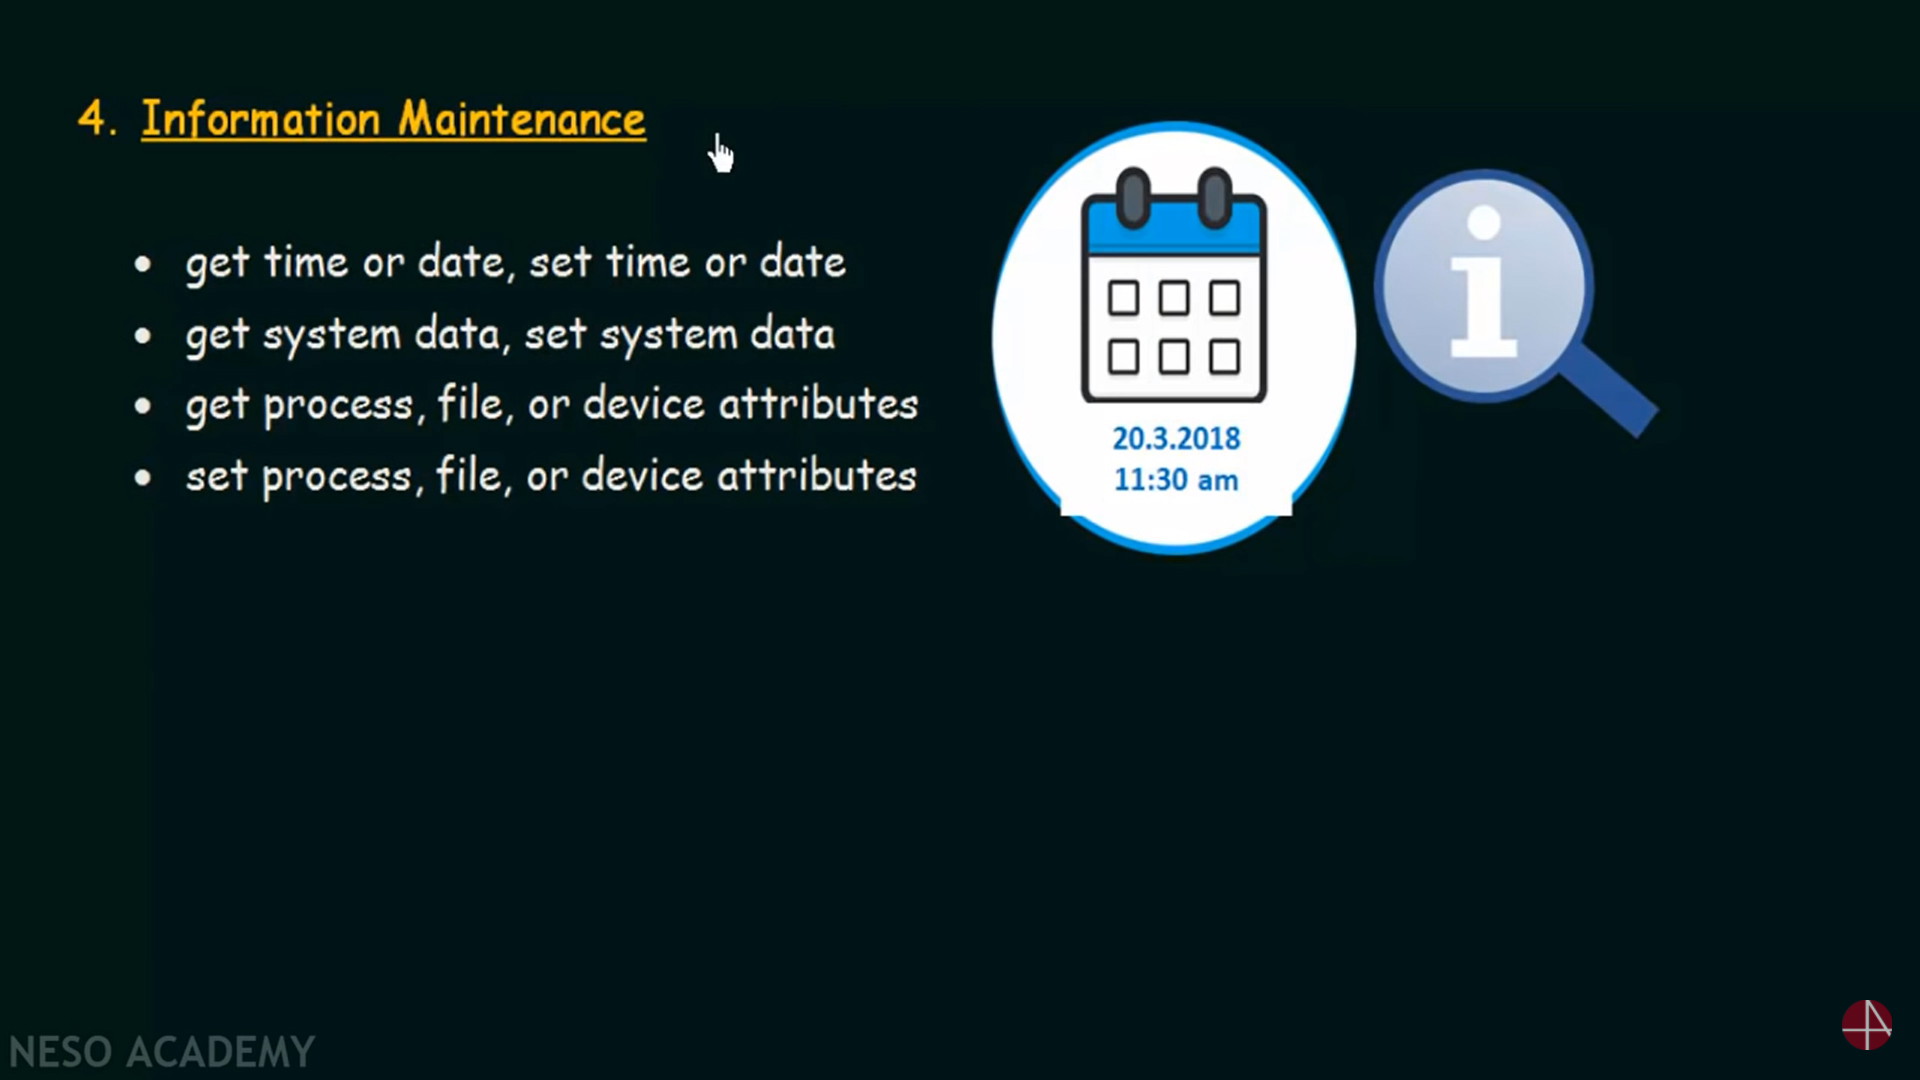 4. Information Maintenance
• get time or date, set time or date
• get system data, set system data
• get process, file, or device attributes
• set process, file, or device attributes
20.3.2018
11:30 am
i
NESO ACADEMY